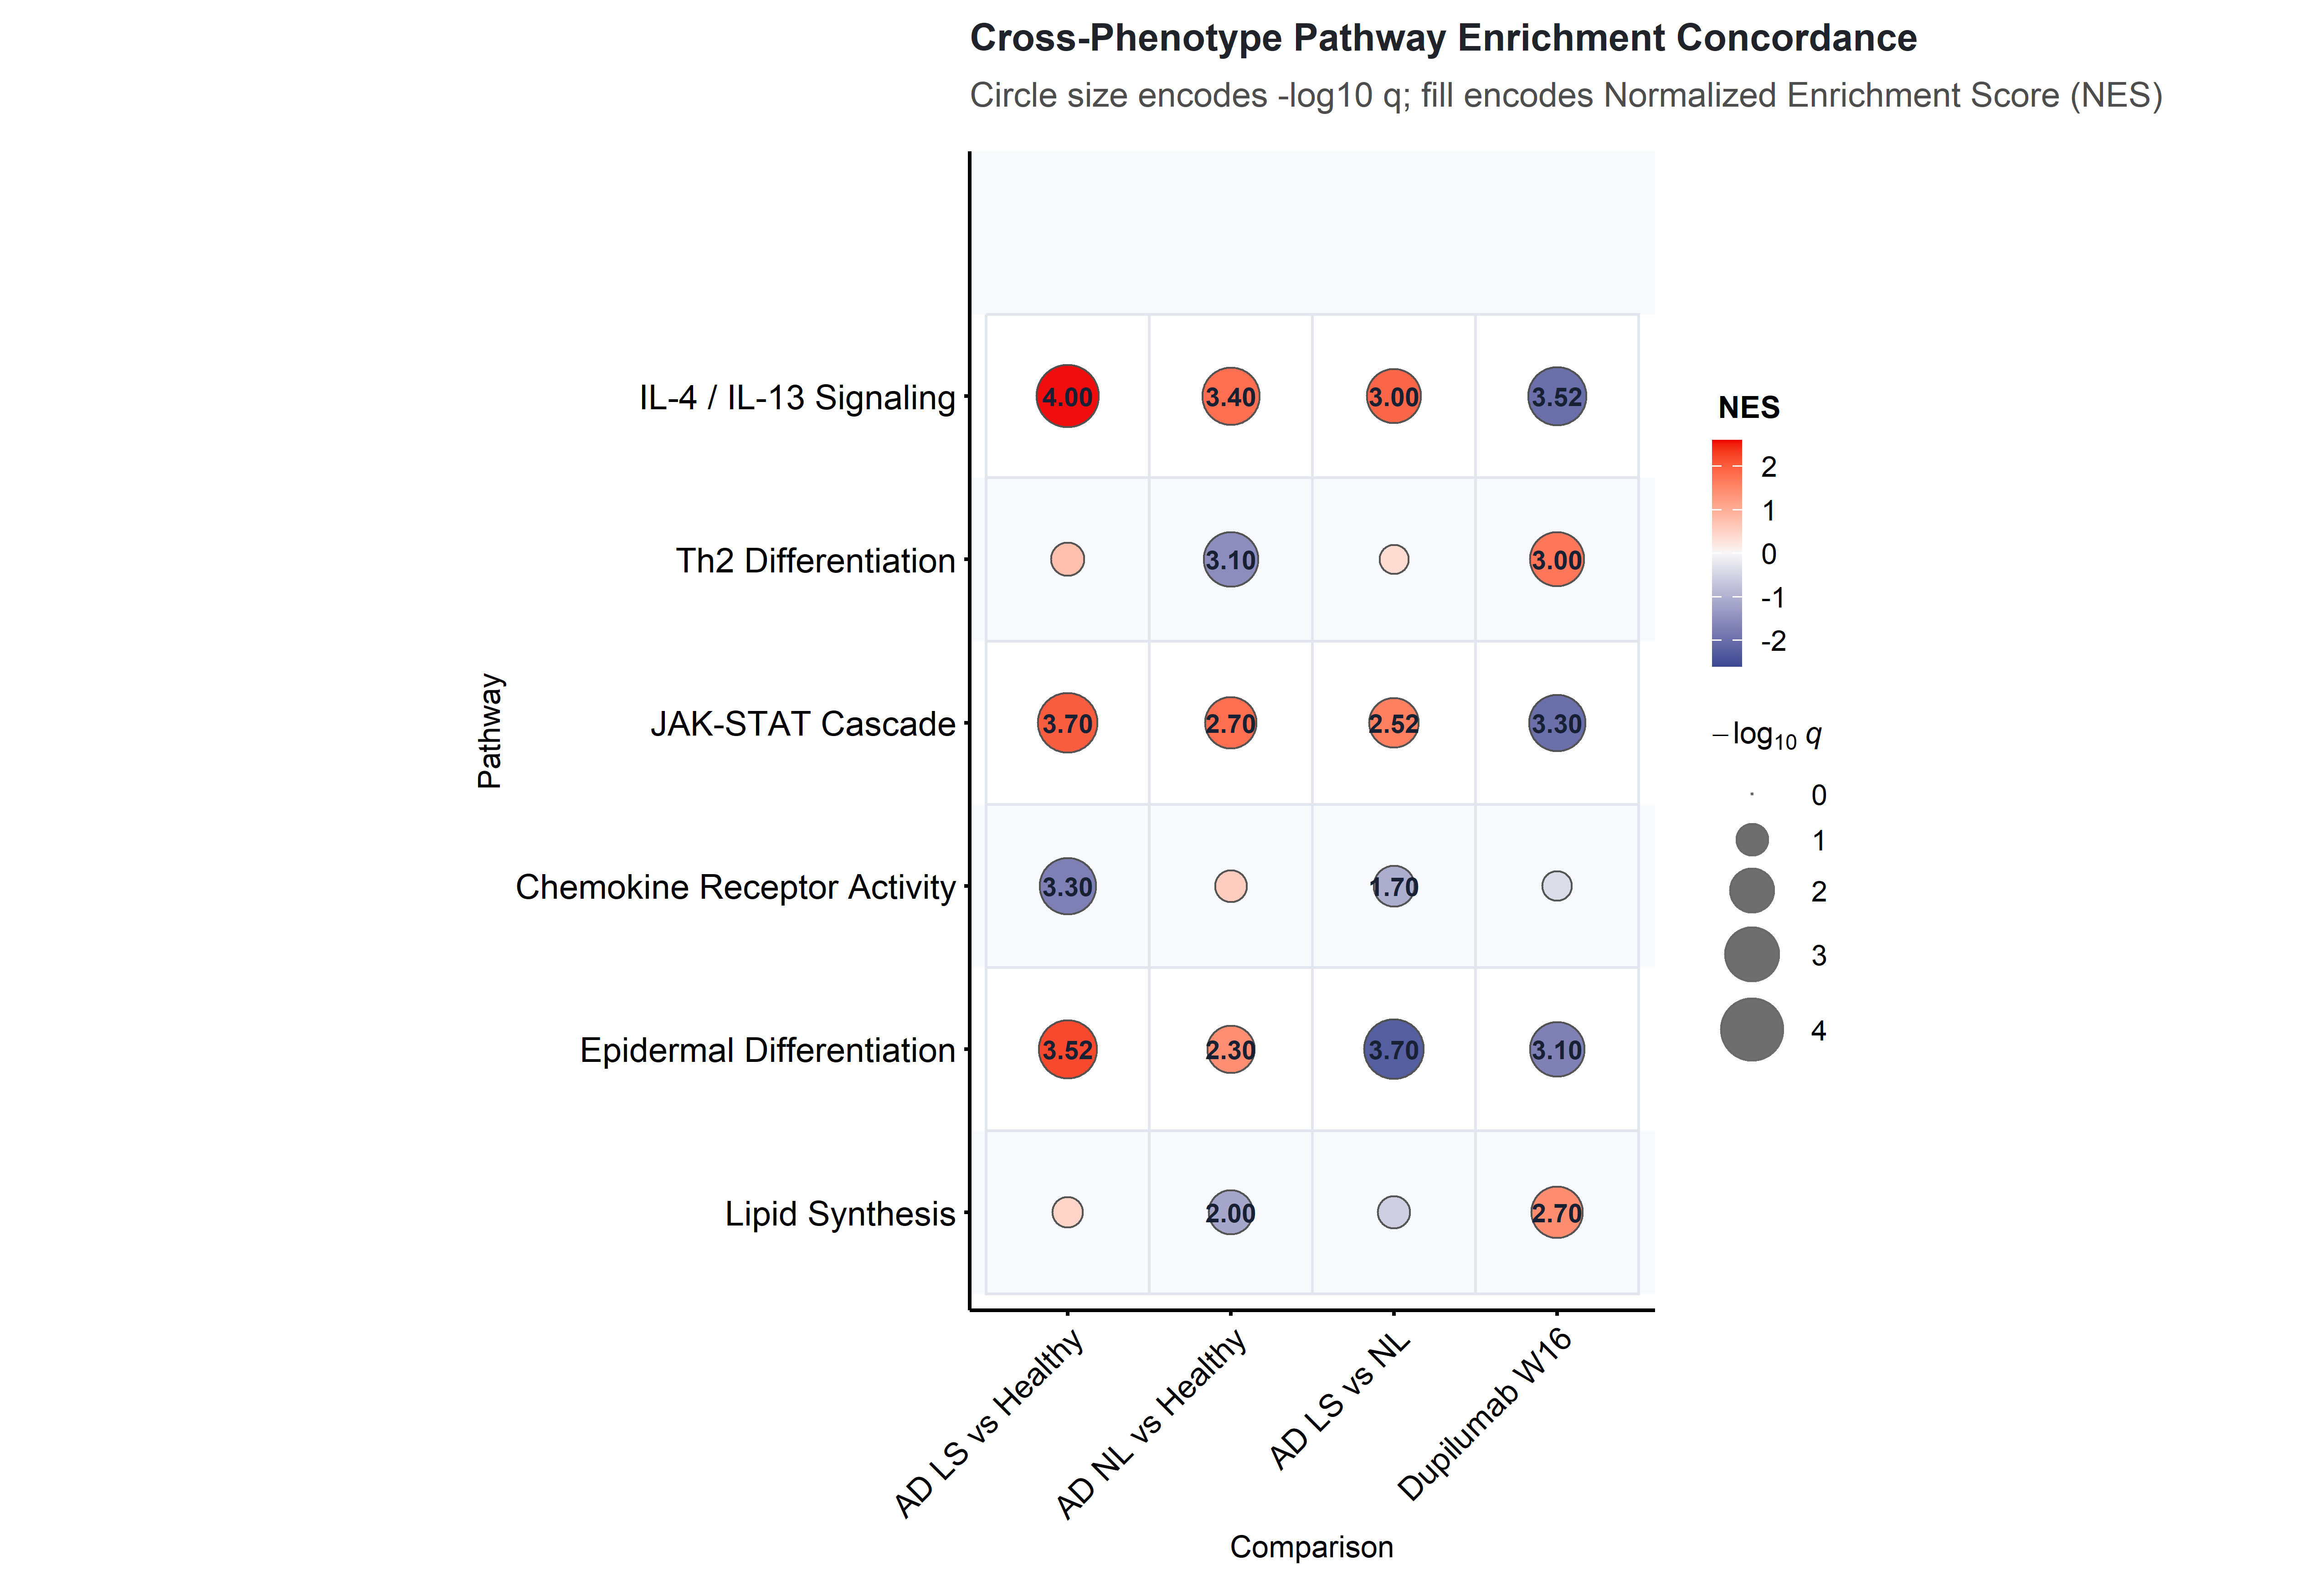 Cross-Phenotype Pathway Enrichment Concordance
Circle size encodes -log10 q; fill encodes Normalized Enrichment Score (NES)
Pathway
IL-4 / IL-13 Signaling
4.00 3.40 3.00 3.52
Th2 Differentiation
3.10 3.00
JAK-STAT Cascade
3.70 2.70 2.52 3.30
Chemokine Receptor Activity
3.30 1.70
Epidermal Differentiation
3.52 2.30 3.70 3.10
Lipid Synthesis
2.00 2.70
AD LS vs Healthy
AD NL vs Healthy
AD LS vs NL
Dupilumab W16
Comparison
NES
2
1
0
-1
-2
−log₁₀ q
0
1
2
3
4